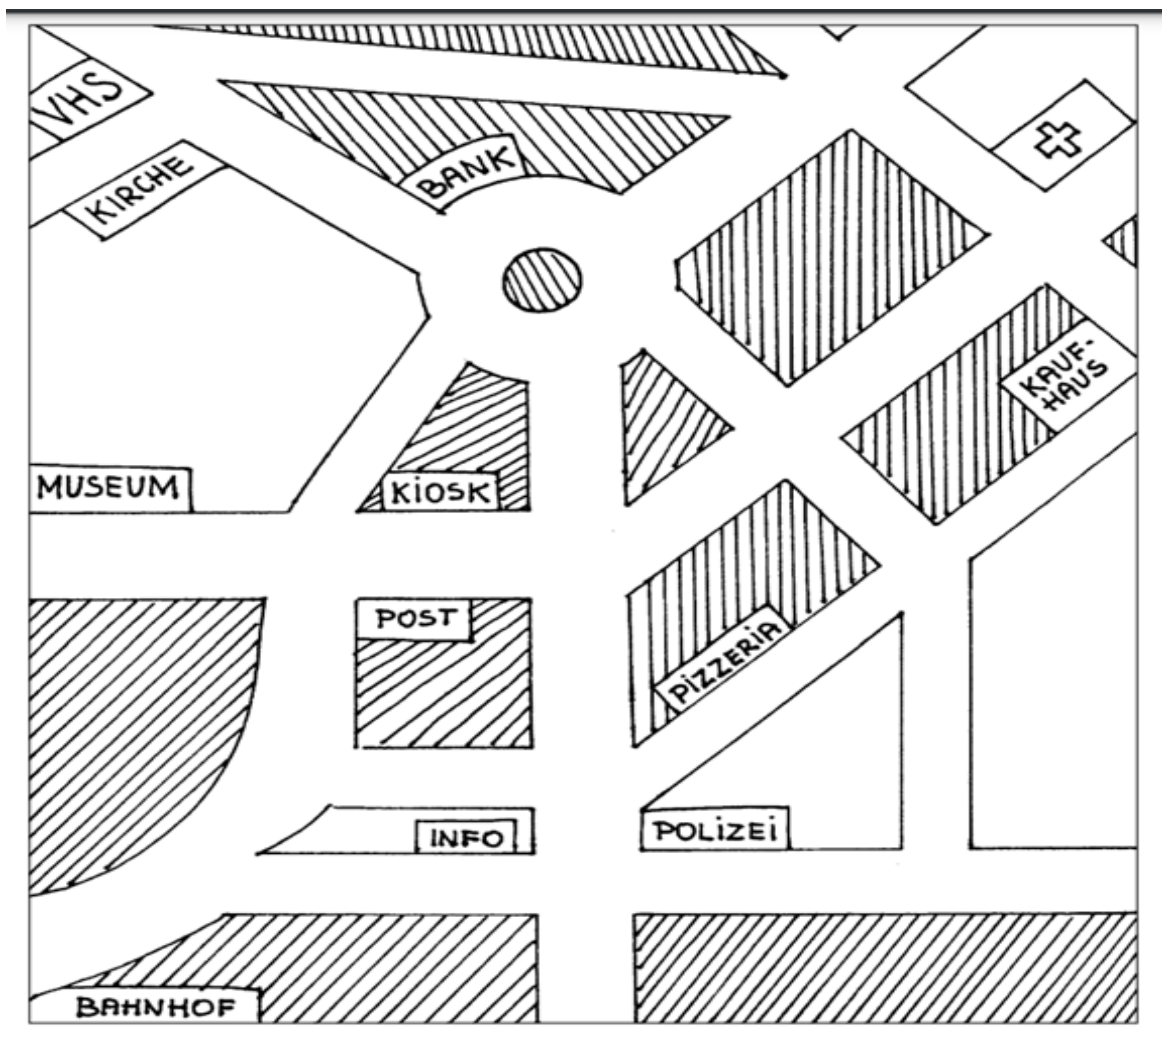 VHS
KIRCHE
BANK
KAUF-
HAUS
MUSEUM
KIOSK
POST
PIZZERIA
INFO
POLIZEI
BAHNHOF